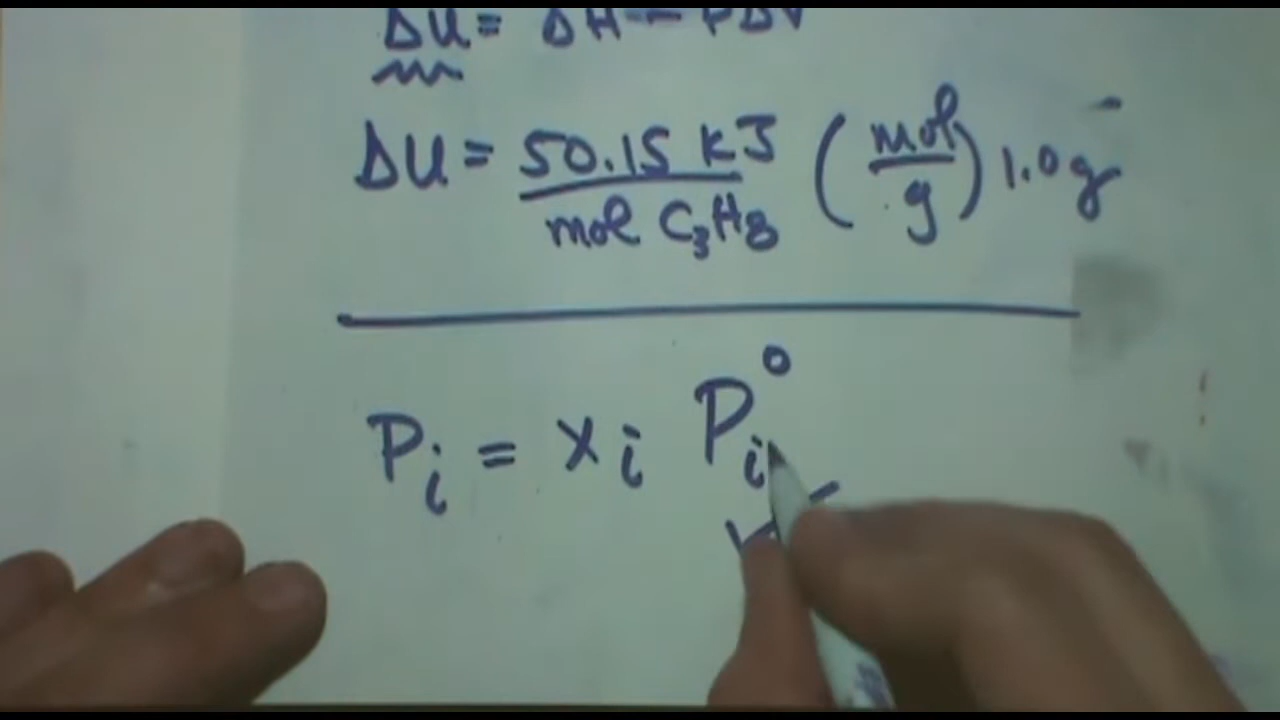 ΔU = ΔH - PΔV
ΔU = 50.15 kJ / mol C₃H₈ (mol / g) 1.0 g
Pᵢ = xᵢ Pᵢ°